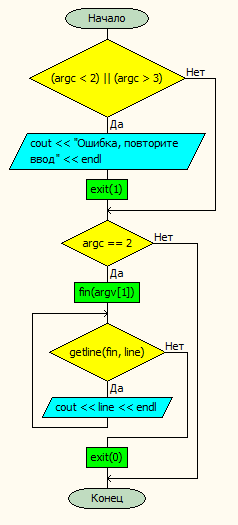 Начало
(argc < 2) || (argc > 3)
Нет
Да
cout << "Ошибка, повторите
ввод" << endl
exit(1)
argc == 2
Нет
Да
fin(argv[1])
getline(fin, line)
Нет
Да
cout << line << endl
exit(0)
Конец